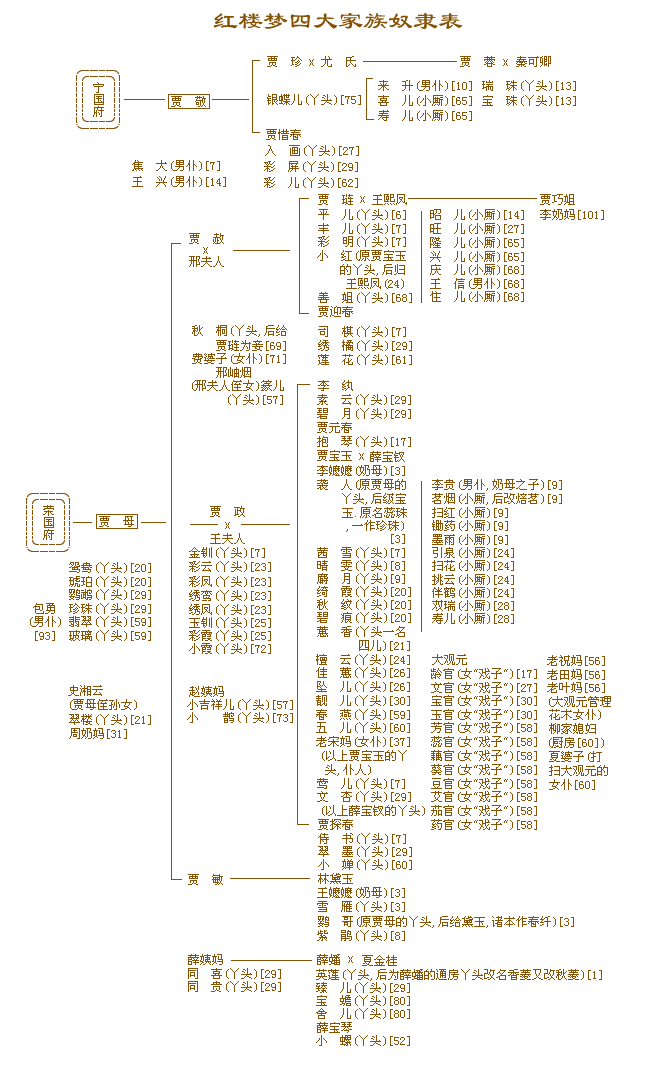 红楼梦四大家族奴隶表
贾 珍 x 尤 氏
贾 蓉 x 秦可卿
宁国府
贾 敬
银蝶儿(丫头)[75]
来 升(男仆)[10] 瑞 珠(丫头)[13]
喜 儿(小厮)[65] 宝 珠(丫头)[13]
寿 儿(小厮)[65]
贾惜春
入 画(丫头)[27]
焦 大(男仆)[7]
彩 屏(丫头)[29]
王 兴(男仆)[14]
彩 儿(丫头)[62]
贾 琏 x 王熙凤
贾巧姐
李奶妈[101]
贾 赦
x
邢夫人
平 儿(丫头)[6]
丰 儿(丫头)[7]
彩 明(丫头)[7]
小 红(原贾宝玉
的丫头,后归
王熙凤(24)
善 姐(丫头)[68]
昭 儿(小厮)[14]
旺 儿(小厮)[27]
隆 儿(小厮)[65]
兴 儿(小厮)[65]
庆 儿(小厮)[68]
王 信(男仆)[68]
住 儿(小厮)[68]
贾迎春
秋 桐(丫头,后给
贾琏为妾[69]
费婆子(女仆)[71]
邢岫烟
(邢夫人侄女)篆儿
(丫头)[57]
司 棋(丫头)[7]
绣 橘(丫头)[29]
莲 花(丫头)[61]
李 纨
素 云(丫头)[29]
碧 月(丫头)[29]
贾元春
抱 琴(丫头)[17]
贾宝玉 x 薛宝钗
李嬷嬷(奶母)[3]
袭 人(原贾母的
丫头,后级宝
玉.原名蕊珠
,一作珍珠)
[3]
茜 雪(丫头)[7]
晴 雯(丫头)[8]
麝 月(丫头)[9]
绮 霞(丫头)[20]
秋 纹(丫头)[20]
碧 痕(丫头)[20]
蕙 香(丫头一名
四儿)[21]
李贵(男仆,奶母之子)[9]
茗烟(小厮,后改焙茗)[9]
扫红(小厮)[9]
锄药(小厮)[9]
墨雨(小厮)[9]
引泉(小厮)[24]
扫花(小厮)[24]
挑云(小厮)[24]
伴鹤(小厮)[24]
双瑞(小厮)[28]
寿儿(小厮)[28]
荣国府
贾 母
贾 政
x
王夫人
鸳鸯(丫头)[20]
琥珀(丫头)[20]
鹦鹉(丫头)[29]
珍珠(丫头)[29]
翡翠(丫头)[59]
玻璃(丫头)[59]
包勇
(男仆)
[93]
金钏(丫头)[7]
彩云(丫头)[23]
彩凤(丫头)[23]
绣鸾(丫头)[23]
绣凤(丫头)[23]
玉钏(丫头)[25]
彩霞(丫头)[25]
小霞(丫头)[72]
史湘云
(贾母侄孙女)
翠楼(丫头)[21]
周奶妈[31]
赵姨妈
小吉祥儿(丫头)[57]
小 鹊(丫头)[73]
檀 云(丫头)[24]
佳 蕙(丫头)[26]
坠 儿(丫头)[26]
靓 儿(丫头)[30]
春 燕(丫头)[59]
五 儿(丫头)[60]
老宋妈(女仆)[37]
(以上贾宝玉的丫
头,仆人)
莺 儿(丫头)[7]
文 杏(丫头)[29]
(以上薛宝钗的丫头)
大观元
龄官(女“戏子”)[17]
文官(女“戏子”)[27]
宝官(女“戏子”)[30]
玉官(女“戏子”)[30]
芳官(女“戏子”)[58]
蕊官(女“戏子”)[58]
藕官(女“戏子”)[58]
葵官(女“戏子”)[58]
豆官(女“戏子”)[58]
艾官(女“戏子”)[58]
茄官(女“戏子”)[58]
药官(女“戏子”)[58]
老祝妈[56]
老田妈[56]
老叶妈[56]
(大观元管理
花木女仆)
柳家媳妇
(厨房[60])
夏婆子(打
扫大观元的
女仆[60]
贾探春
侍 书(丫头)[7]
翠 墨(丫头)[29]
小 婵(丫头)[60]
贾 敏
林黛玉
王嬷嬷(奶母)[3]
雪 雁(丫头)[3]
鹦 哥(原贾母的丫头,后给黛玉,诸本作春纤)[3]
紫 鹃(丫头)[8]
薛姨妈
同 喜(丫头)[29]
同 贵(丫头)[29]
薛蟠 x 夏金桂
英莲(丫头,后为薛蟠的通房丫头改名香菱又改秋菱)[1]
臻 儿(丫头)[29]
宝 蟾(丫头)[80]
舍 儿(丫头)[80]
薛宝琴
小 螺(丫头)[52]